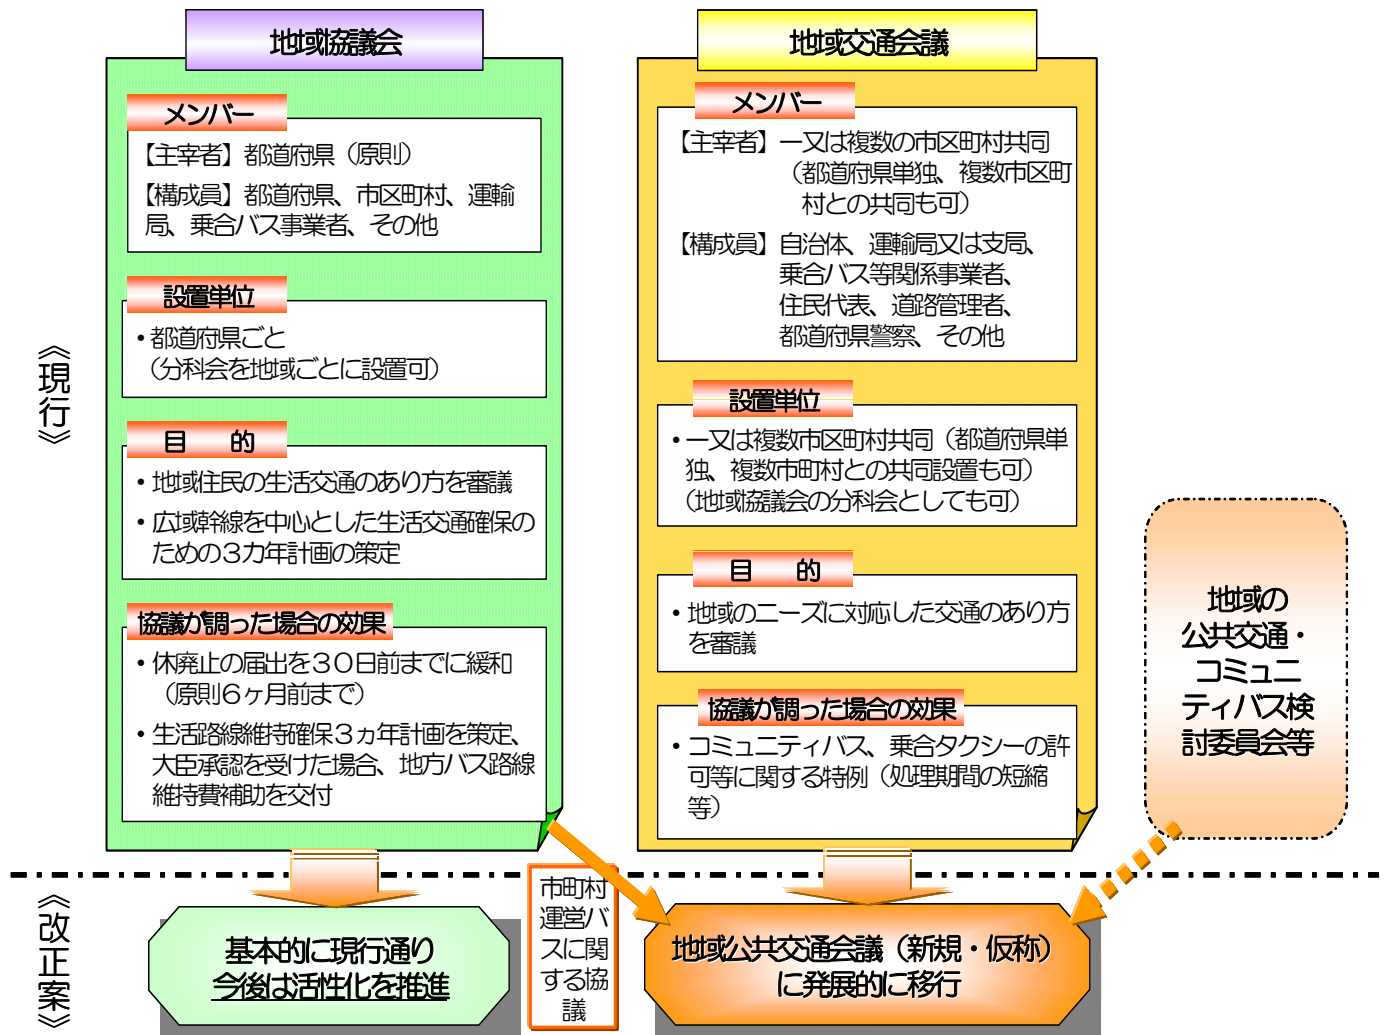 地域協議会
メンバー
【主宰者】都道府県（原則）
【構成員】都道府県、市区町村、運輸
局、乗合バス事業者、その他
設置単位
・都道府県ごと
（分科会を地域ごとに設置可）
目　的
・地域住民の生活交通のあり方を審議
・広域幹線を中心とした生活交通確保の
ための３カ年計画の策定
協議が調った場合の効果
・休廃止の届出を３０日前までに緩和
（原則６ヶ月前まで）
・生活路線維持確保３ヵ年計画を策定、
大臣承認を受けた場合、地方バス路線
維持費補助を交付
地域交通会議
メンバー
【主宰者】一又は複数の市区町村共同
（都道府県単独、複数市区町
村との共同も可）
【構成員】自治体、運輸局又は支局、
乗合バス等関係事業者、
住民代表、道路管理者、
都道府県警察、その他
設置単位
・一又は複数市区町村共同（都道府県単
独、複数市町村との共同設置も可）
（地域協議会の分科会としても可）
目　的
・地域のニーズに対応した交通のあり方
を審議
協議が調った場合の効果
・コミュニティバス、乗合タクシーの許
可等に関する特例（処理期間の短縮
等）
地域の
公共交通・
コミュニ
ティバス検
討委員会等
《現行》
《改正案》
基本的に現行通り
今後は活性化を推進
市町村
運営バ
スに関
する協
議
地域公共交通会議（新規・仮称）
に発展的に移行